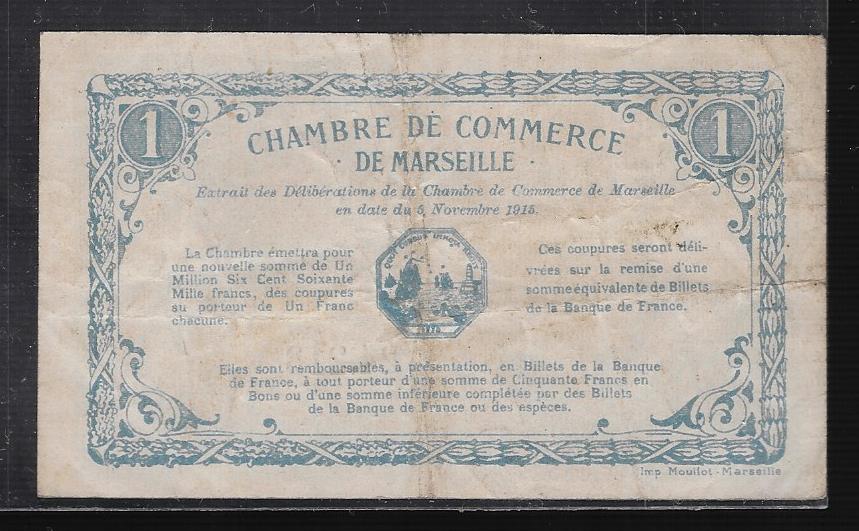 1
1
CHAMBRE DE COMMERCE
· DE MARSEILLE ·
Extrait des Délibérations de la Chambre de Commerce de Marseille
en date du 5 Novembre 1915.
La Chambre émettra pour
une nouvelle somme de Un
Million Six Cent Soixante
Mille francs, des coupures
au porteur de Un Franc
chacune.
Ces coupures seront déli-
vrées sur la remise d'une
somme équivalente de Billets
de la Banque de France.
Elles sont remboursables, à présentation, en Billets de la Banque
de France, à tout porteur d'une somme de Cinquante Francs en
Bons ou d'une somme inférieure complétée par des Billets
de la Banque de France ou des espèces.
Imp Moullot - Marseille